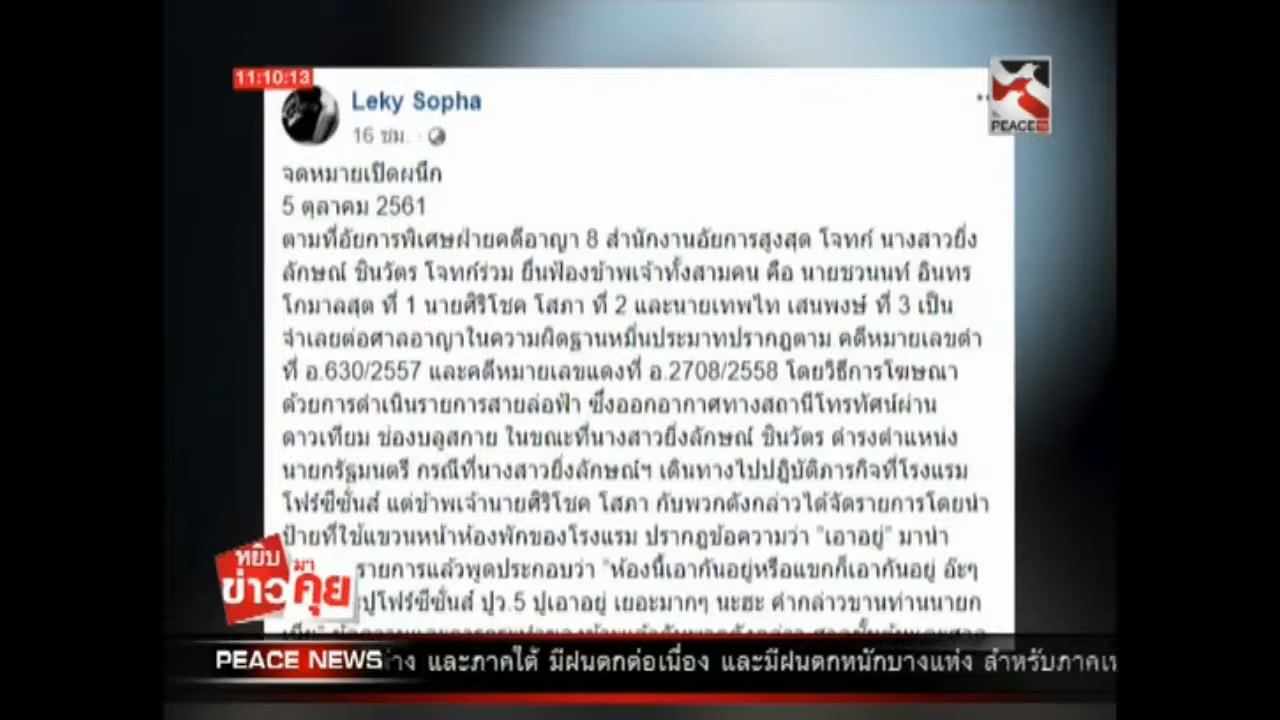 11:10:13
Leky Sopha
16 ชม.
PEACE
จดหมายเปิดผนึก
5 ตุลาคม 2561
ตามที่อัยการพิเศษฝ่ายคดีอาญา 8 สำนักงานอัยการสูงสุด โจทก์ นางสาวยิ่ง
ลักษณ์ ชินวัตร โจทก์ร่วม ยื่นฟ้องข้าพเจ้าทั้งสามคน คือ นายชวนนท์ อินทร
โกมาลสุต ที่ 1 นายศิริโชค โสภา ที่ 2 และนายเทพไท เสนพงษ์ ที่ 3 เป็น
จำเลยต่อศาลอาญาในความผิดฐานหมิ่นประมาทปรากฏตาม คดีหมายเลขดำ
ที่ อ.630/2557 และคดีหมายเลขแดงที่ อ.2708/2558 โดยวิธีการโฆษณา
ด้วยการดำเนินรายการสายล่อฟ้า ซึ่งออกอากาศทางสถานีโทรทัศน์ผ่าน
ดาวเทียม ช่องบลูสกาย ในขณะที่นางสาวยิ่งลักษณ์ ชินวัตร ดำรงตำแหน่ง
นายกรัฐมนตรี กรณีที่นางสาวยิ่งลักษณ์ฯ เดินทางไปปฏิบัติภารกิจที่โรงแรม
โฟร์ซีซั่นส์ แต่ข้าพเจ้านายศิริโชค โสภา กับพวกดังกล่าวได้จัดรายการโดยนำ
ป้ายที่ใช้แขวนหน้าห้องพักของโรงแรม ปรากฏข้อความว่า "เอาอยู่" มานำ
รายการแล้วพูดประกอบว่า "ห้องนี้เอากันอยู่หรือแขกก็เอากันอยู่ อ๊ะๆ
ะปูโฟร์ซีซั่นส์ ปูว.5 ปูเอาอยู่ เยอะมากๆ นะฮะ คำกล่าวขานท่านนายก
หยิบ
ข่าว มา
คุย
PEACE NEWS ่าง และภาคใต้ มีฝนตกต่อเนื่อง และมีฝนตกหนักบางแห่ง สำหรับภาคเห